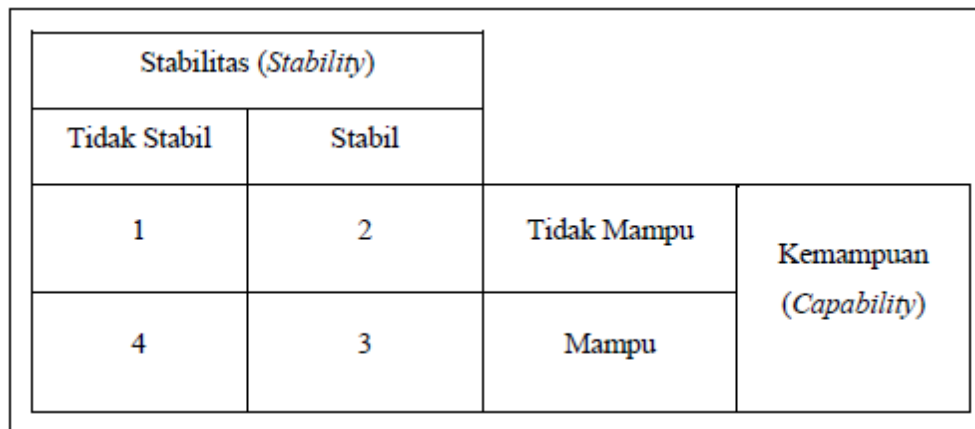 Stabilitas (Stability)
Tidak Stabil
Stabil
1
2
Tidak Mampu
Kemampuan
(Capability)
4
3
Mampu